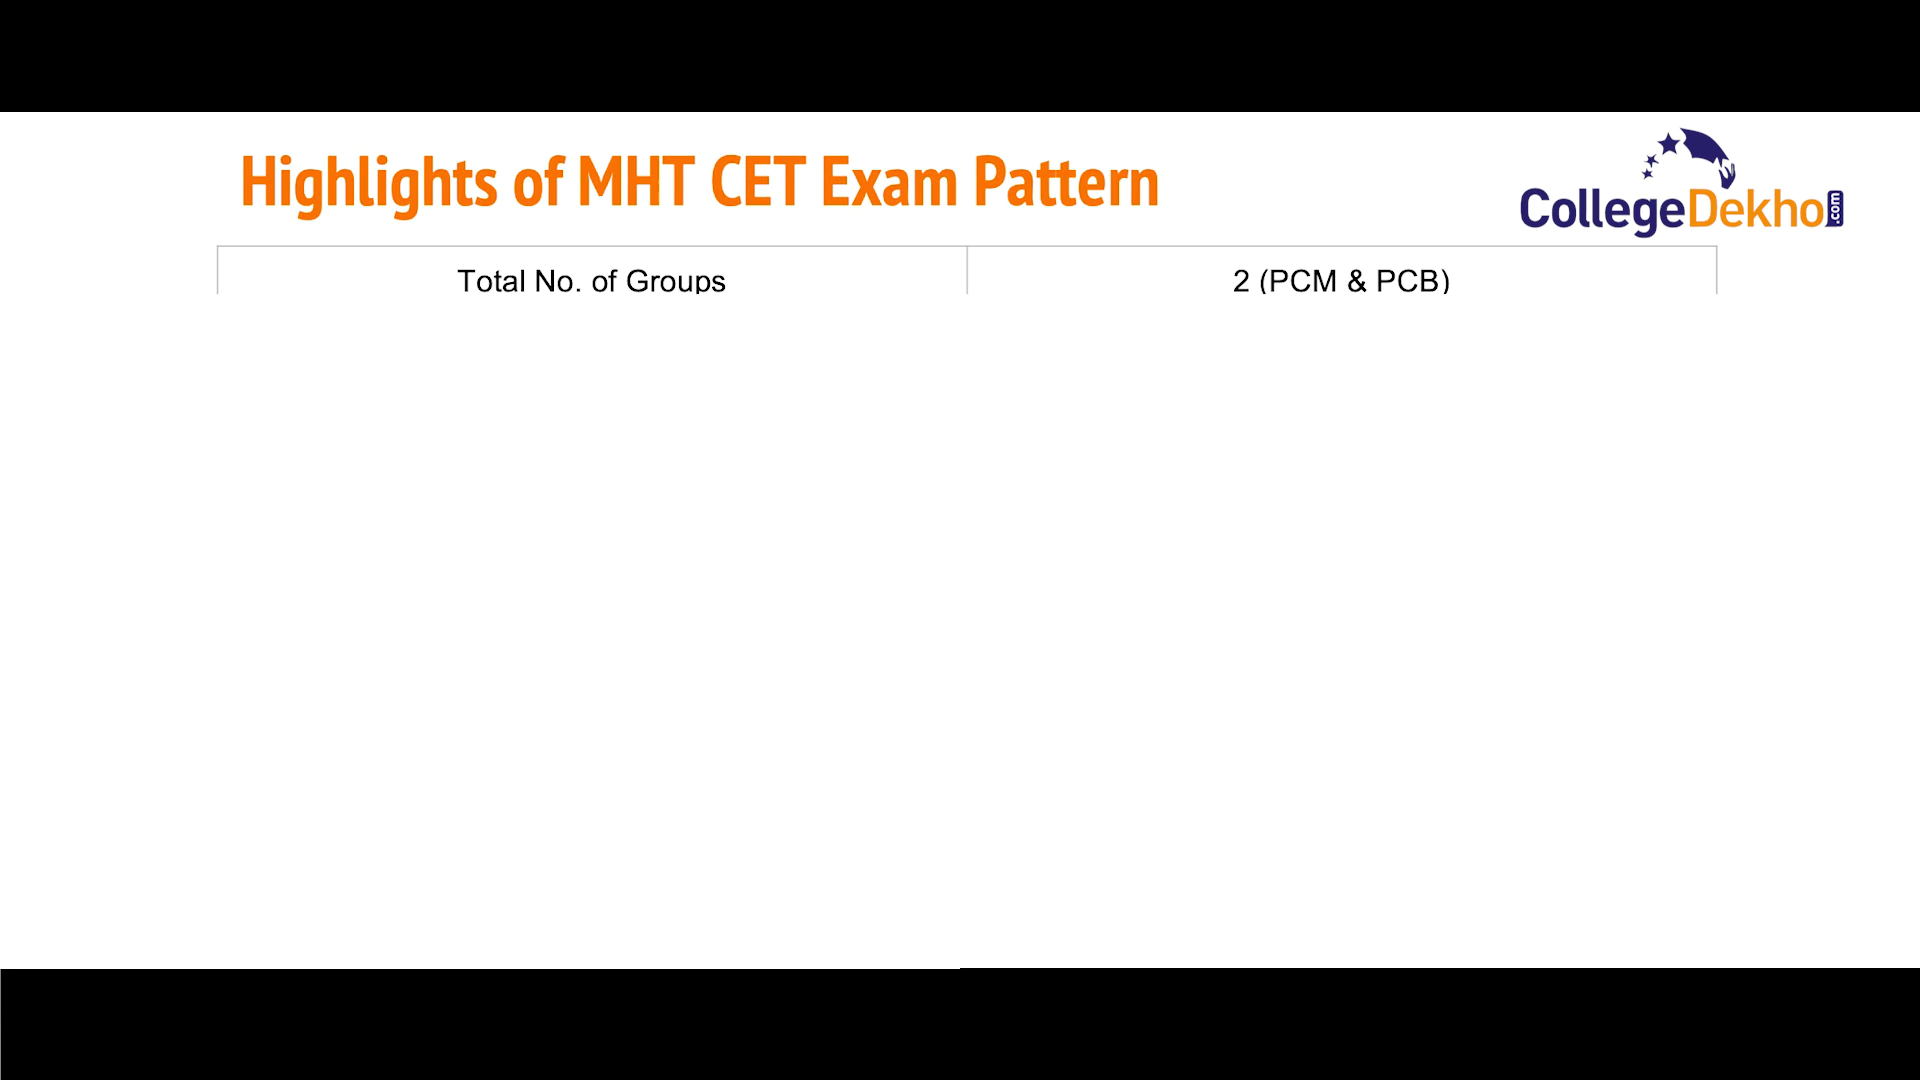 Highlights of MHT CET Exam Pattern
CollegeDekho.com
Total No. of Groups
2 (PCM & PCB)